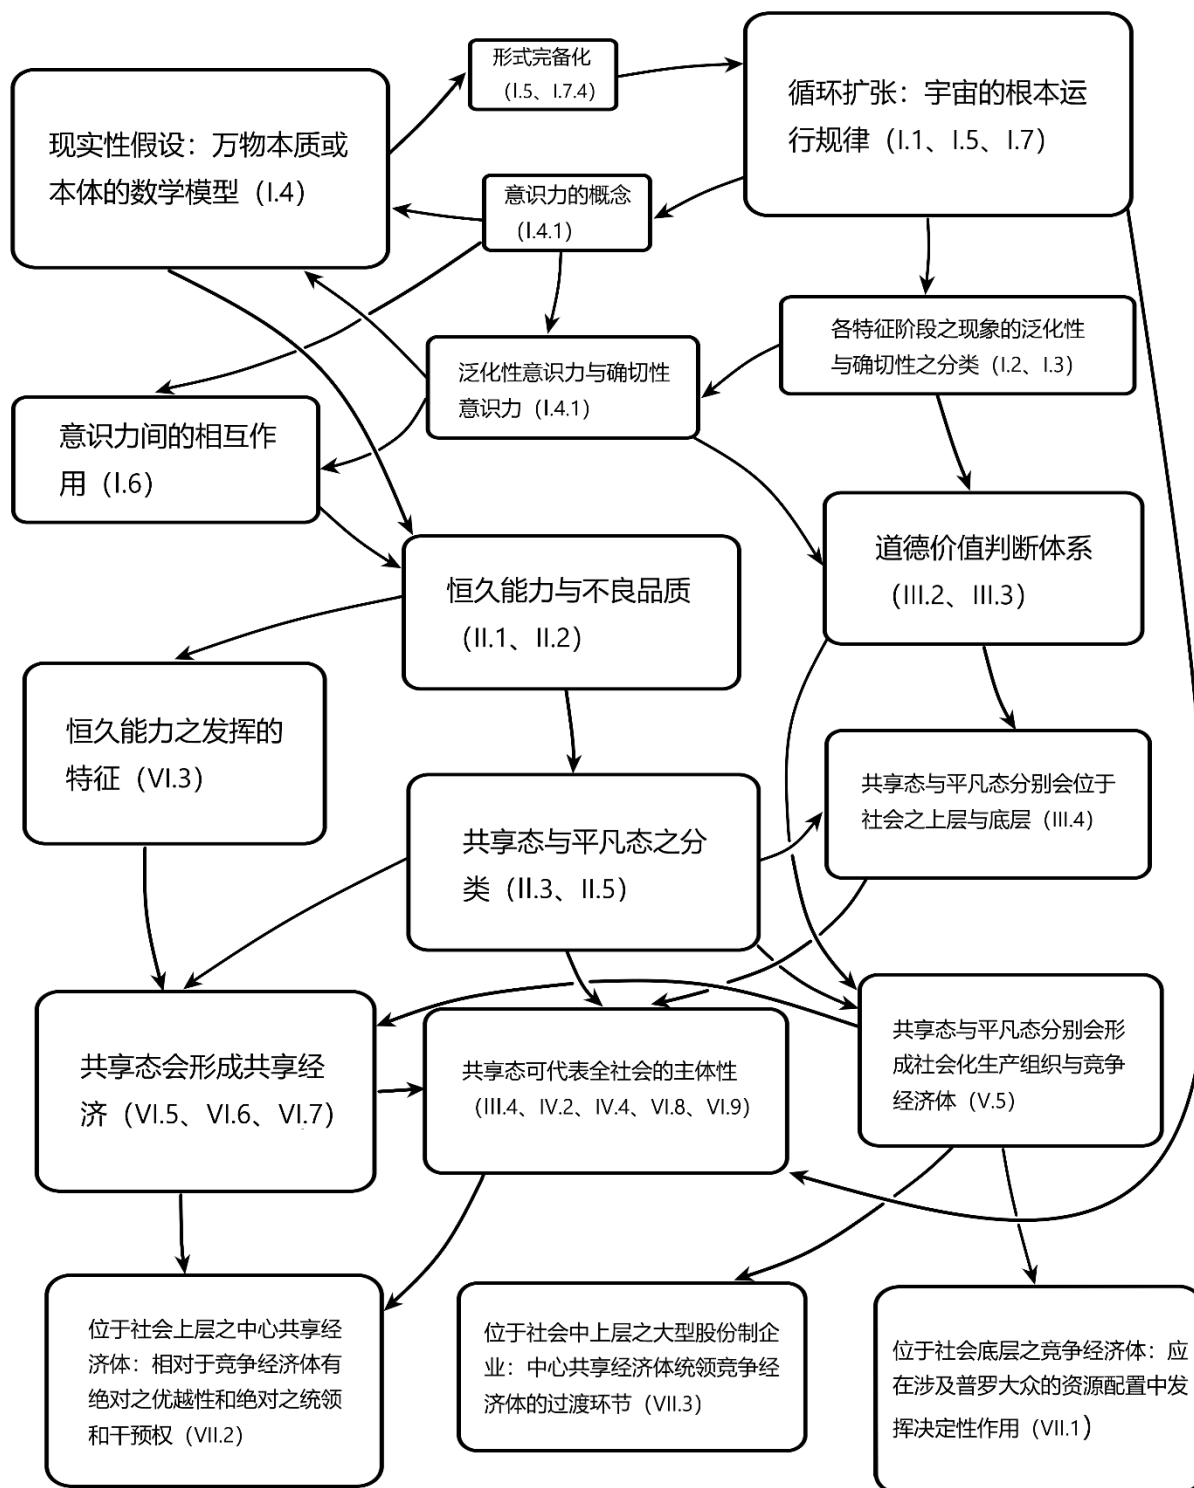 形式完备化
（I.5、I.7.4）
循环扩张：宇宙的根本运
行规律（I.1、I.5、I.7）
现实性假设：万物本质或
本体的数学模型（I.4）
意识力的概念
（I.4.1）
各特征阶段之现象的泛化性
与确切性之分类（I.2、I.3）
泛化性意识力与确切性
意识力（I.4.1）
意识力间的相互作
用（I.6）
道德价值判断体系
（III.2、III.3）
恒久能力与不良品质
（II.1、II.2）
恒久能力之发挥的
特征（VI.3）
共享态与平凡态分别会位于
社会之上层与底层（III.4）
共享态与平凡态之分
类（II.3、II.5）
共享态会形成共享经
济（VI.5、VI.6、VI.7）
共享态可代表全社会的主体性
（III.4、IV.2、IV.4、VI.8、VI.9）
共享态与平凡态分别会形
成社会化生产组织与竞争
经济体（V.5）
位于社会上层之中心共享经
济体：相对于竞争经济体有
绝对之优越性和绝对之统领
和干预权（VII.2）
位于社会中上层之大型股份制企
业：中心共享经济体统领竞争经
济体的过渡环节（VII.3）
位于社会底层之竞争经济体：应
在涉及普罗大众的资源配置中发
挥决定性作用（VII.1）